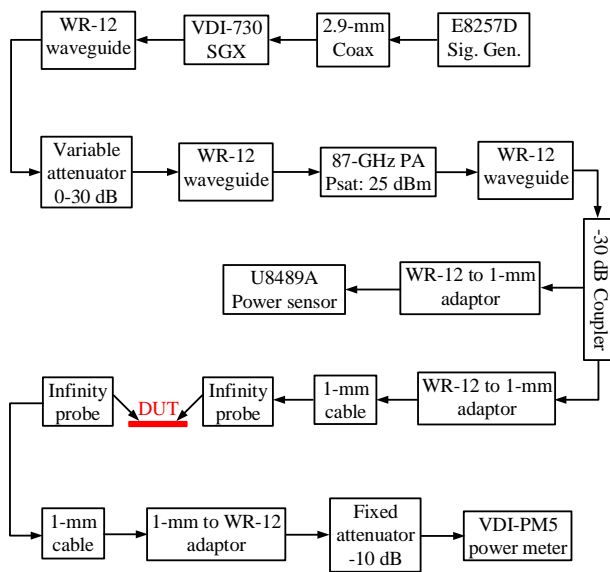 WR-12
waveguide
VDI-730
SGX
2.9-mm
Coax
E8257D
Sig. Gen.
Variable
attenuator
0-30 dB
WR-12
waveguide
87-GHz PA
Psat: 25 dBm
WR-12
waveguide
-30 dB Coupler
U8489A
Power sensor
WR-12 to 1-mm
adaptor
Infinity
probe
DUT
Infinity
probe
1-mm
cable
WR-12 to 1-mm
adaptor
1-mm
cable
1-mm to WR-12
adaptor
Fixed
attenuator
-10 dB
VDI-PM5
power meter